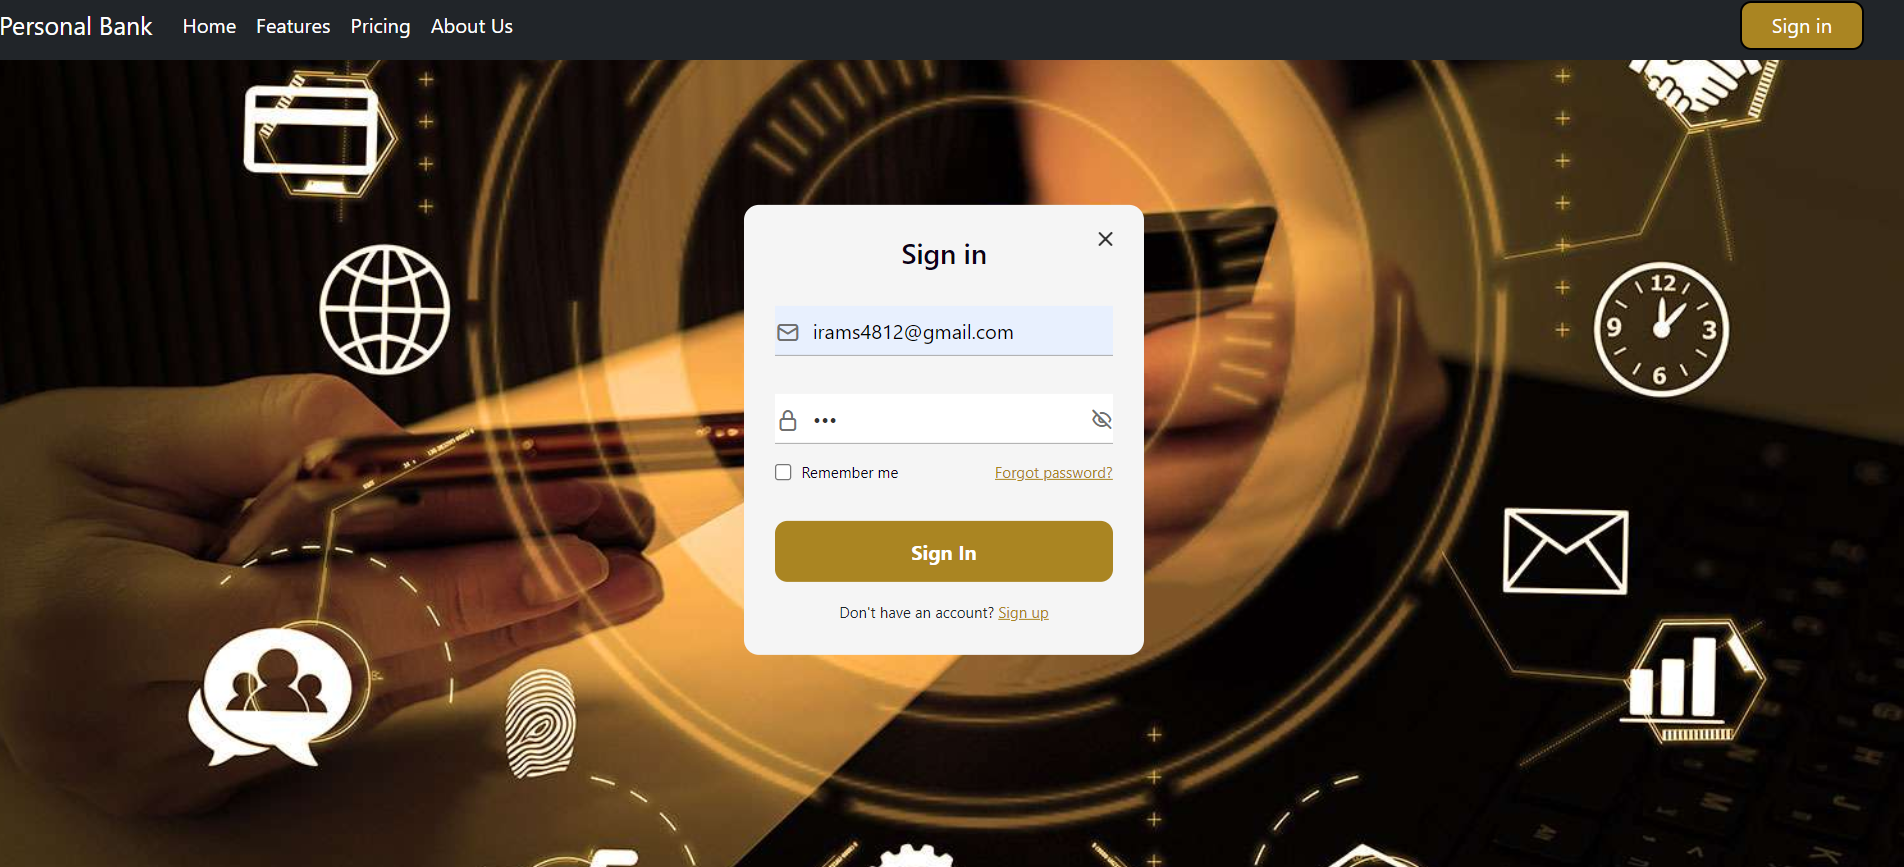 Personal Bank Home Features Pricing About Us Sign in
Sign in
irams4812@gmail.com
•••
Remember me Forgot password?
Sign In
Don't have an account? Sign up
12
9 3
6